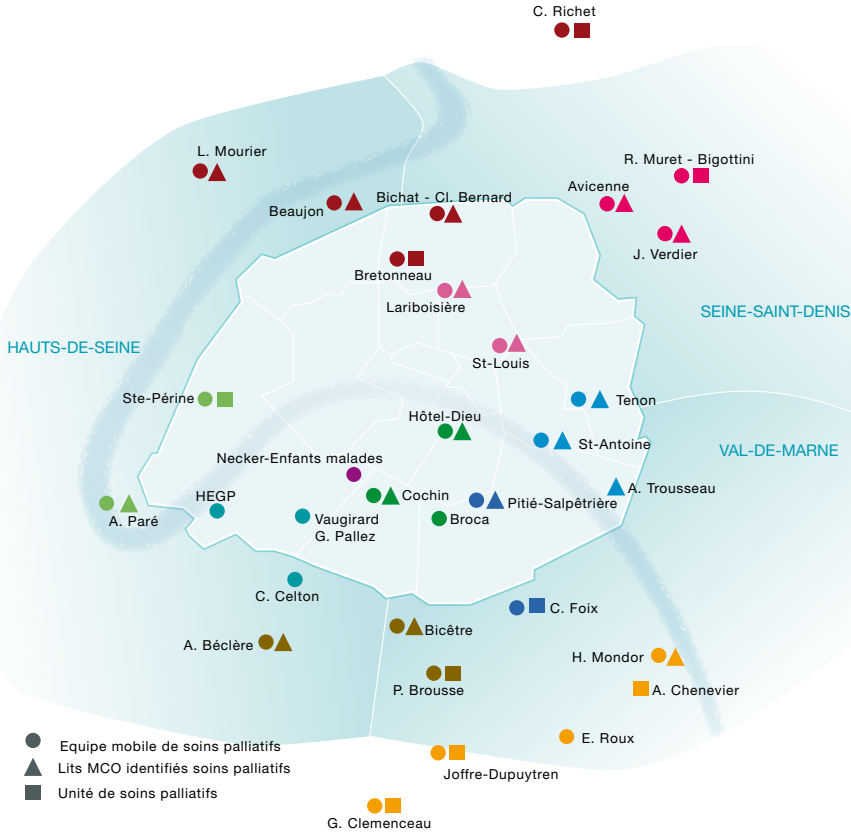 C. Richet
L. Mourier
R. Muret - Bigottini
Avicenne
Bichat - Cl. Bernard
Beaujon
J. Verdier
Bretonneau
Lariboisière
SEINE-SAINT-DENIS
HAUTS-DE-SEINE
St-Louis
Ste-Périne
Tenon
Hôtel-Dieu
St-Antoine
VAL-DE-MARNE
Necker-Enfants malades
A. Trousseau
HEGP
Cochin
Pitié-Salpêtrière
A. Paré
Vaugirard
G. Pallez
Broca
C. Celton
C. Foix
Bicêtre
A. Béclère
H. Mondor
P. Brousse
A. Chenevier
E. Roux
Equipe mobile de soins palliatifs
Lits MCO identifiés soins palliatifs
Unité de soins palliatifs
Joffre-Dupuytren
G. Clemenceau